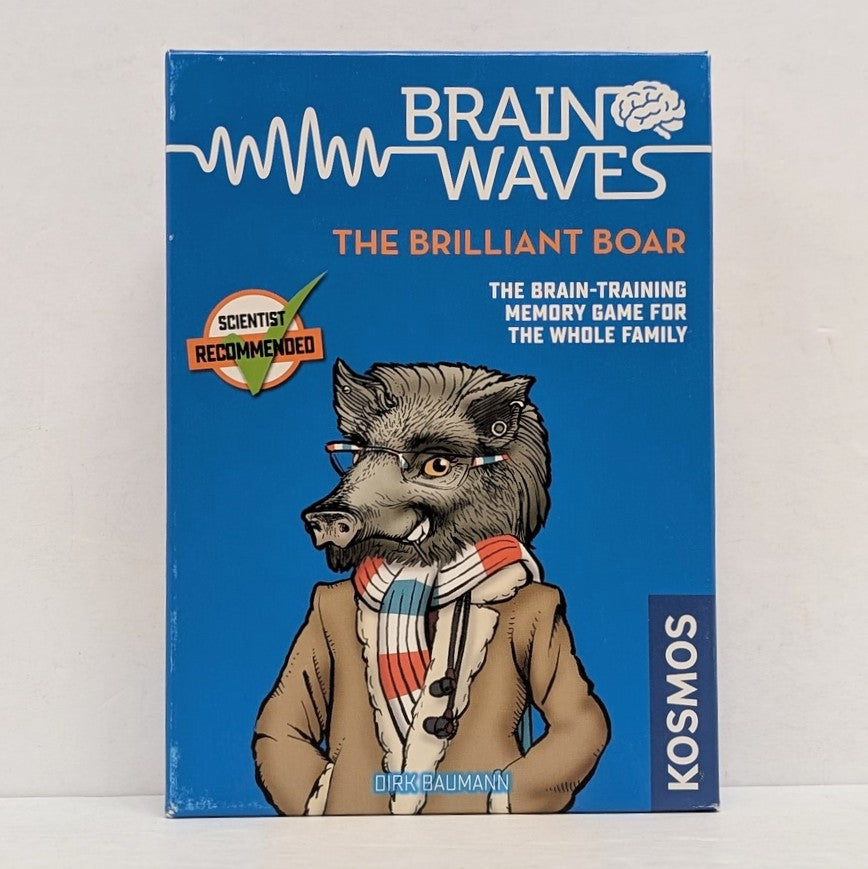 BRAIN
WAVES
THE BRILLIANT BOAR
THE BRAIN-TRAINING
MEMORY GAME FOR
THE WHOLE FAMILY
SCIENTIST
RECOMMENDED
DIRK BAUMANN
KOSMOS